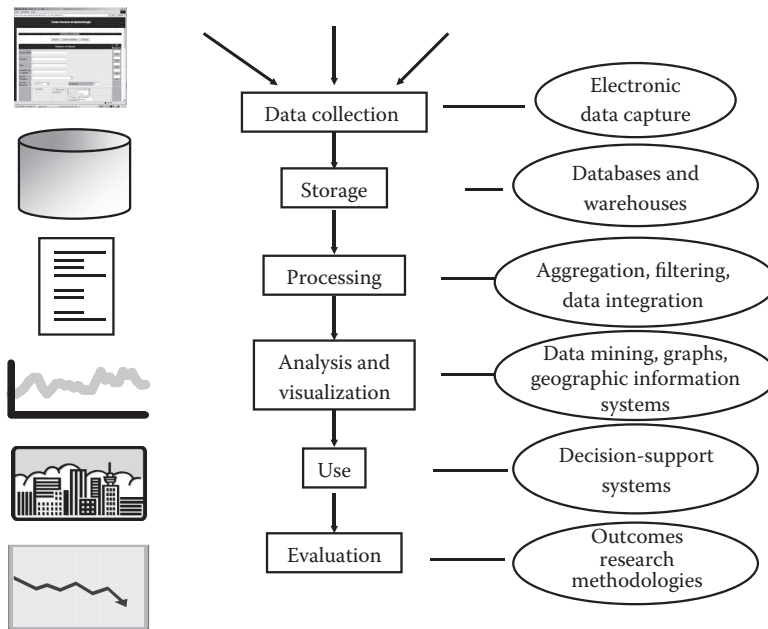 Data collection
Electronic
data capture
Storage
Databases and
warehouses
Processing
Aggregation, filtering,
data integration
Analysis and
visualization
Data mining, graphs,
geographic information
systems
Use
Decision-support
systems
Evaluation
Outcomes
research
methodologies